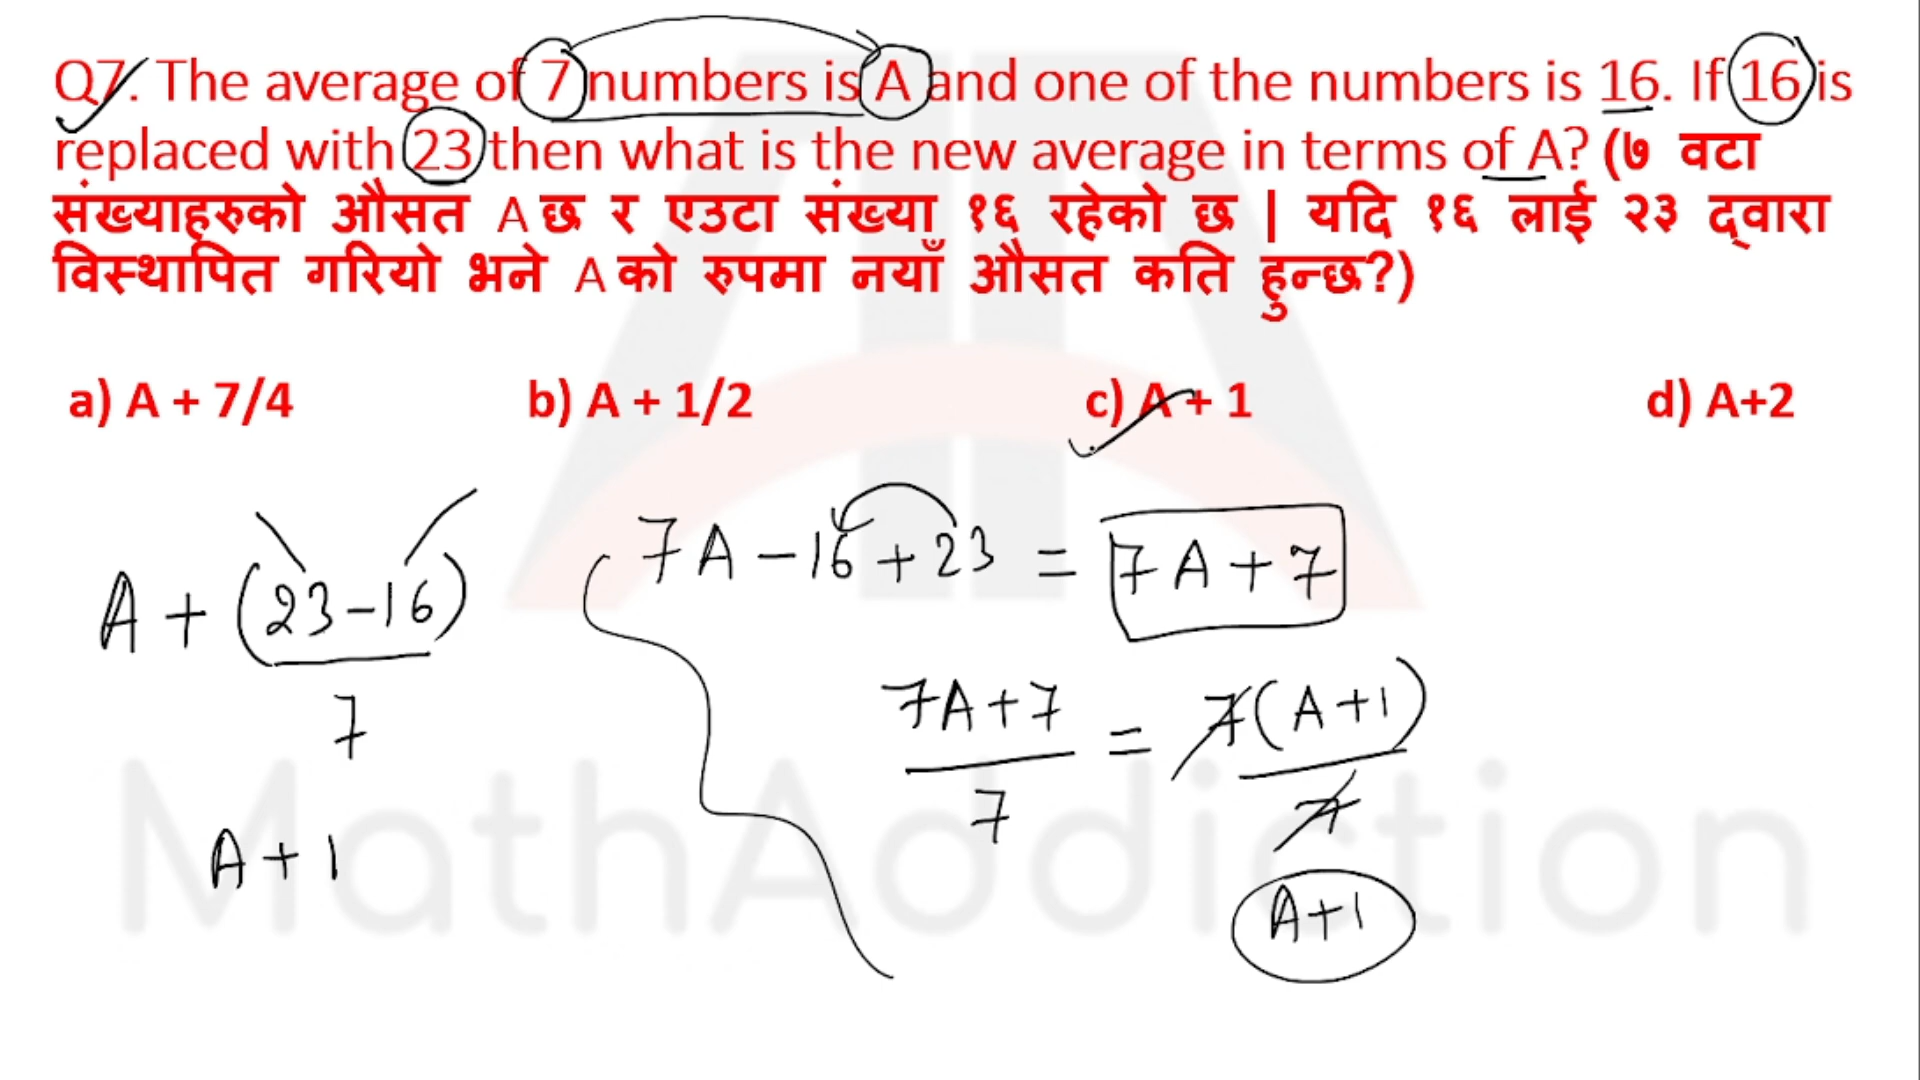 Q7. The average of 7 numbers is A and one of the numbers is 16. If 16 is
replaced with 23 then what is the new average in terms of A? (७ वटा
संख्याहरुको औसत A छ र एउटा संख्या १६ रहेको छ | यदि १६ लाई २३ द्वारा
विस्थापित गरियो भने A को रुपमा नयाँ औसत कति हुन्छ?)
a) A + 7/4 b) A + 1/2 c) A + 1 d) A+2
A + (23-16)
7
A + 1
7A - 16 + 23 = 7A + 7
7A+7 = 7(A+1)
7 7
A+1
MathAddiction